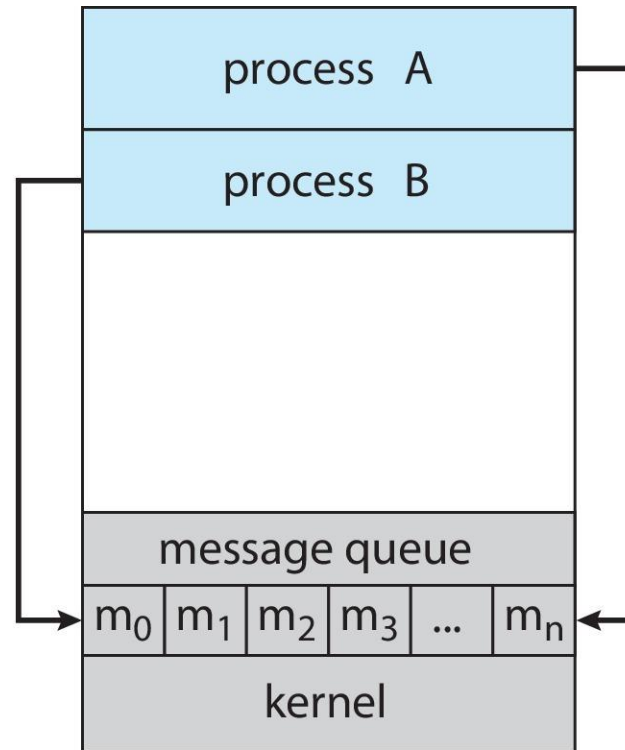 process A
process B
message queue
m₀ m₁ m₂ m₃ ... mₙ
kernel